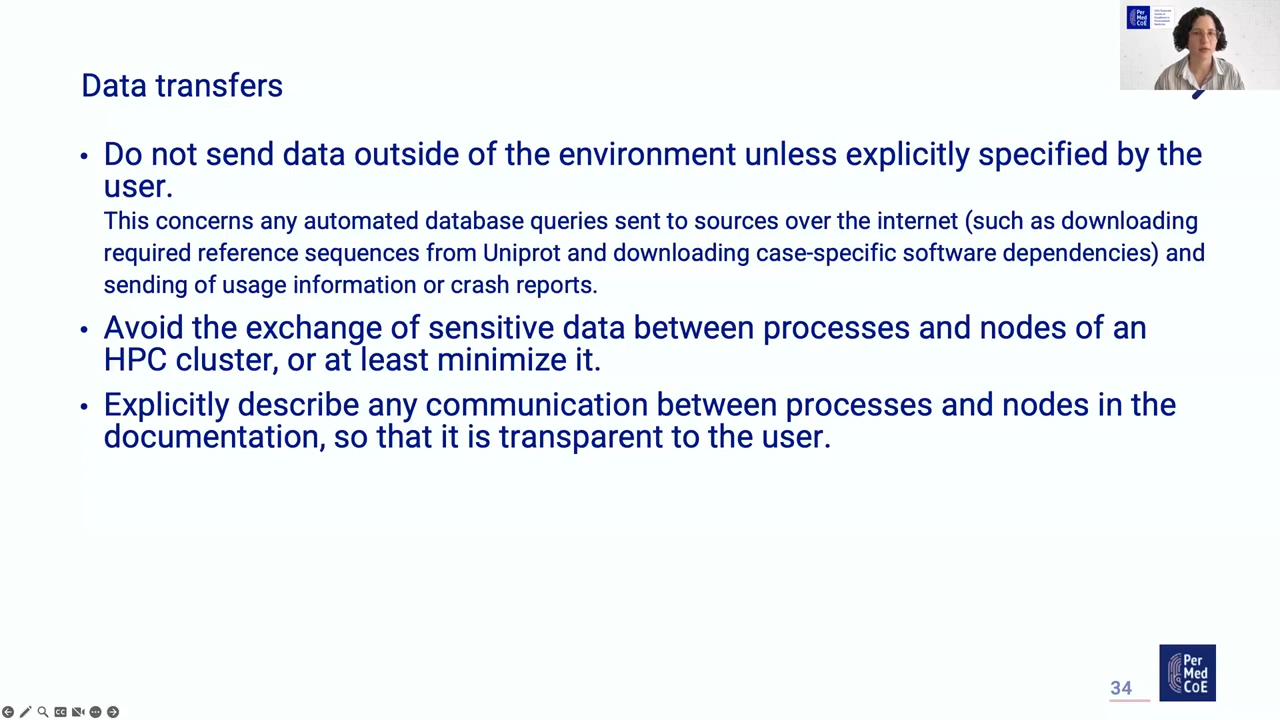 Per
Med
CoE
Data transfers
• Do not send data outside of the environment unless explicitly specified by the
user.
This concerns any automated database queries sent to sources over the internet (such as downloading
required reference sequences from Uniprot and downloading case-specific software dependencies) and
sending of usage information or crash reports.
• Avoid the exchange of sensitive data between processes and nodes of an
HPC cluster, or at least minimize it.
• Explicitly describe any communication between processes and nodes in the
documentation, so that it is transparent to the user.
34
Per
Med
CoE
CC